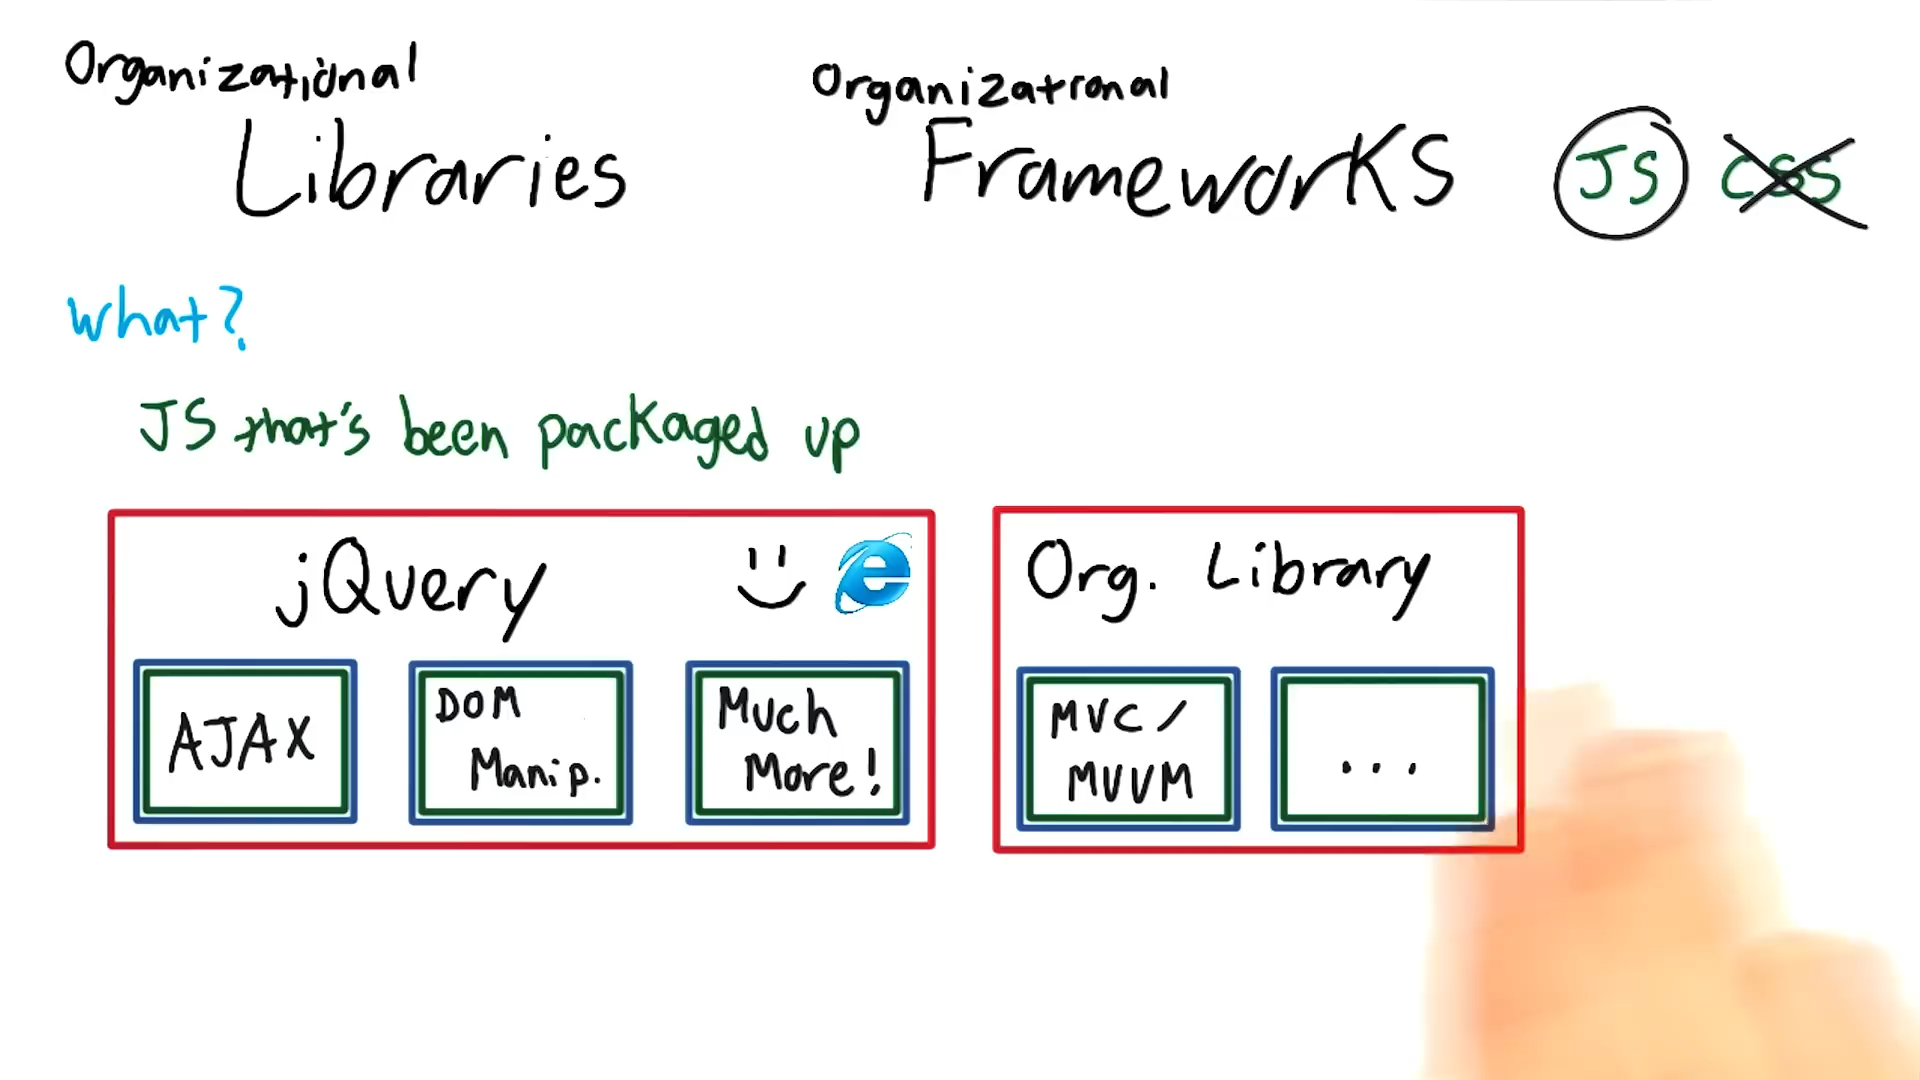 Organizational
Libraries
Organizational
Frameworks
JS
CSS
What?
JS that's been packaged up
jQuery
AJAX
DOM
Manip.
Much
More!
Org. Library
MVC/
MVVM
...